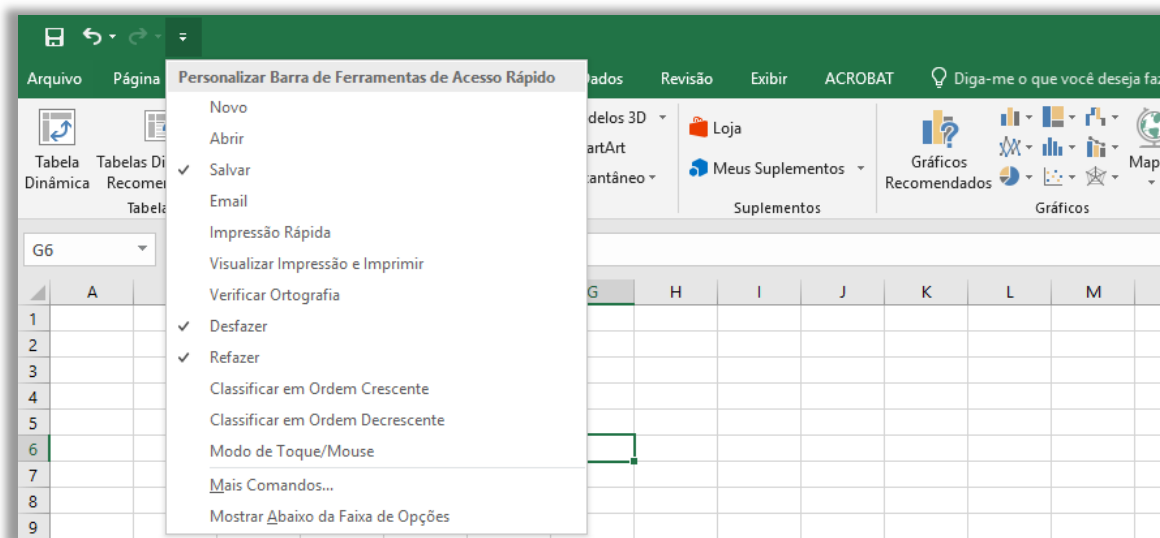 Arquivo Página Dados Revisão Exibir ACROBAT Diga-me o que você deseja faz
Personalizar Barra de Ferramentas de Acesso Rápido
Novo
Abrir
Salvar
Email
Impressão Rápida
Visualizar Impressão e Imprimir
Verificar Ortografia
Desfazer
Refazer
Classificar em Ordem Crescente
Classificar em Ordem Decrescente
Modo de Toque/Mouse
Mais Comandos...
Mostrar Abaixo da Faixa de Opções
Tabela
Dinâmica
Tabelas Di
Recomen
Tabela
delos 3D
artArt
tantâneo
Loja
Meus Suplementos
Suplementos
Gráficos
Recomendados
Map
Gráficos
G6
A G H I J K L M
1
2
3
4
5
6
7
8
9